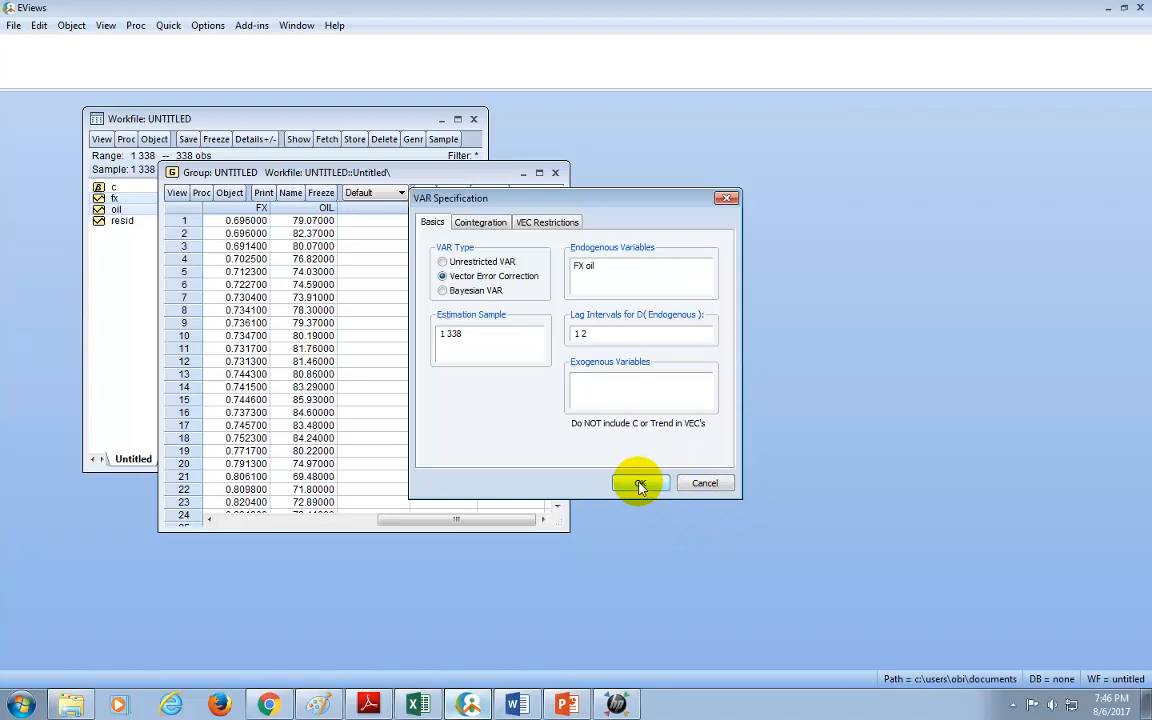 EViews
File Edit Object View Proc Quick Options Add-ins Window Help
Workfile: UNTITLED
View Proc Object Save Freeze Details+/- Show Fetch Store Delete Genr Sample
Range: 1 338 -- 338 obs Filter: *
Sample: 1 338
c
fx
oil
resid
Untitled
Group: UNTITLED Workfile: UNTITLED::Untitled\
View Proc Object Print Name Freeze Default
FX OIL
1 0.696000 79.07000
2 0.696000 82.37000
3 0.691400 80.07000
4 0.702500 76.82000
5 0.712300 74.03000
6 0.722700 74.59000
7 0.730400 73.91000
8 0.734100 78.30000
9 0.736100 79.37000
10 0.734700 80.19000
11 0.731700 81.76000
12 0.731300 81.46000
13 0.744300 80.86000
14 0.741500 83.29000
15 0.744600 85.93000
16 0.737300 84.60000
17 0.745700 83.48000
18 0.752300 84.24000
19 0.771700 80.22000
20 0.791300 74.97000
21 0.806100 69.48000
22 0.809800 71.80000
23 0.820400 72.89000
24
VAR Specification
Basics Cointegration VEC Restrictions
VAR Type
Unrestricted VAR
Vector Error Correction
Bayesian VAR
Estimation Sample
1 338
Endogenous Variables
FX oil
Lag Intervals for D( Endogenous ):
1 2
Exogenous Variables
Do NOT include C or Trend in VEC's
OK Cancel
Path = c:\users\obi\documents DB = none WF = untitled
7:46 PM
8/6/2017